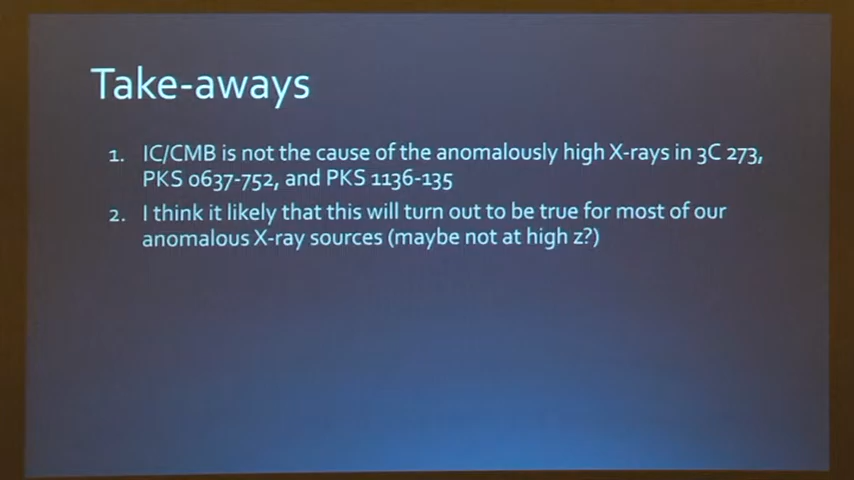 Take-aways
1. IC/CMB is not the cause of the anomalously high X-rays in 3C 273,
PKS 0637-752, and PKS 1136-135
2. I think it likely that this will turn out to be true for most of our
anomalous X-ray sources (maybe not at high z?)